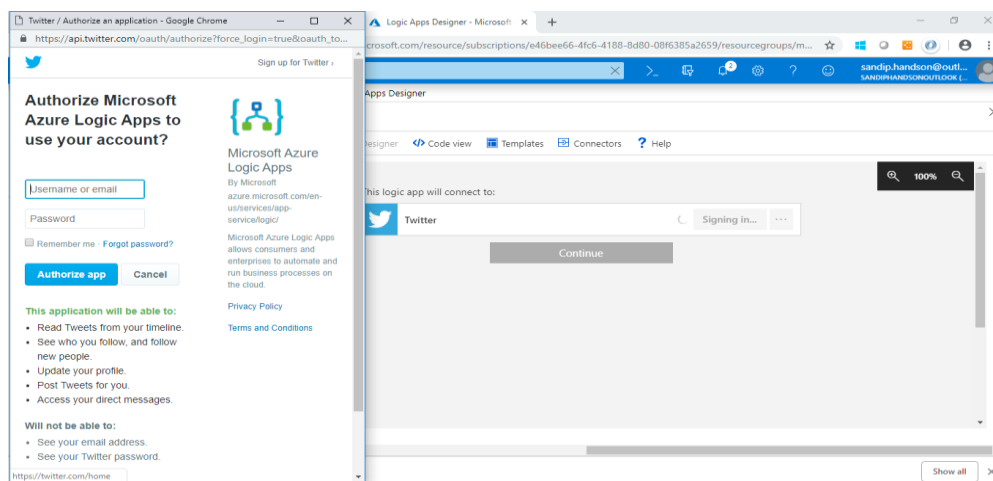 Twitter / Authorize an application - Google Chrome
https://api.twitter.com/oauth/authorize?force_login=true&oauth_to...
Sign up for Twitter ›
Authorize Microsoft
Azure Logic Apps to
use your account?
Username or email
Password
Remember me · Forgot password?
Authorize app
Cancel
This application will be able to:
• Read Tweets from your timeline.
• See who you follow, and follow
new people.
• Update your profile.
• Post Tweets for you.
• Access your direct messages.
Will not be able to:
• See your email address.
• See your Twitter password.
https://twitter.com/home
Microsoft Azure
Logic Apps
By Microsoft
azure.microsoft.com/en-
us/services/app-
service/logic/
Microsoft Azure Logic Apps
allows consumers and
enterprises to automate and
run business processes on
the cloud.
Privacy Policy
Terms and Conditions
Logic Apps Designer - Microsoft
crosoft.com/resource/subscriptions/e46bee66-4fc6-4188-8d80-08f6385a2659/resourcegroups/m...
2
sandip.handson@outl...
SANDIPHANDSONOUTLOOK (...
Apps Designer
esigner
Code view
Templates
Connectors
? Help
100%
This logic app will connect to:
Twitter
Signing in...
...
Continue
Show all